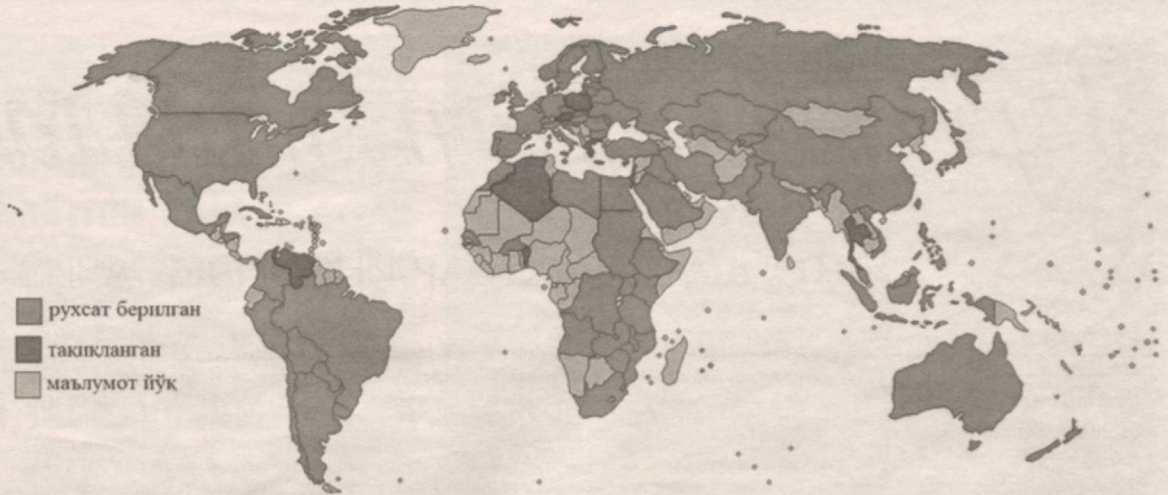 рухсат берилган
тақиқланган
маълумот йўқ